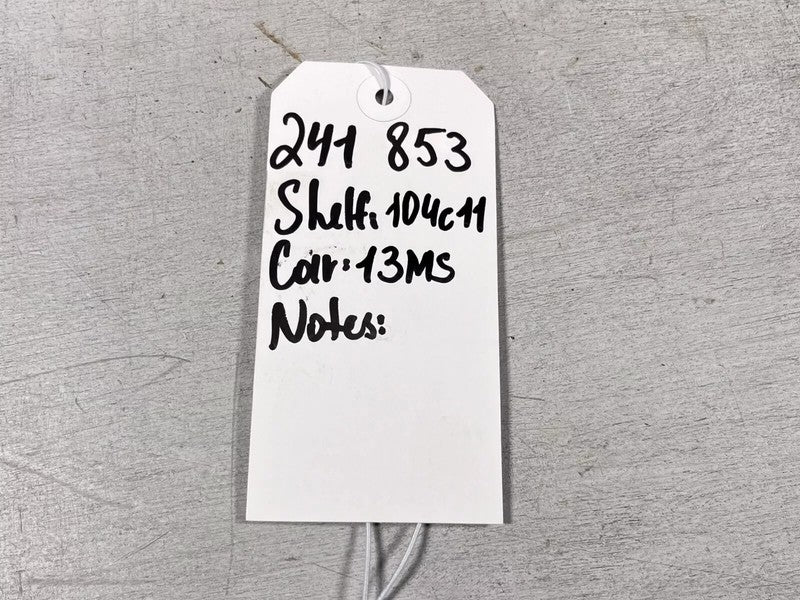 241 853
Shelf: 104c11
Car: 13MS
Notes: